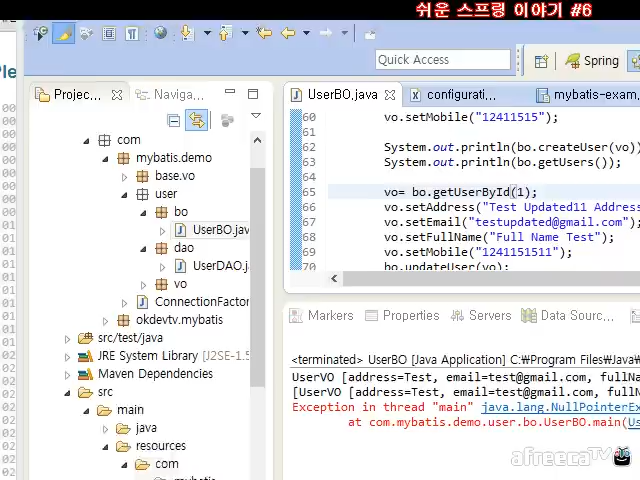 쉬운 스프링 이야기 #6
Quick Access
Spring
Projec...
Naviga...
UserBO.java
configurati...
mybatis-exam
com
mybatis.demo
base.vo
user
bo
UserBO.jav
dao
UserDAO.j
vo
ConnectionFactor
okdevtv.mybatis
src/test/java
JRE System Library [J2SE-1.5
Maven Dependencies
src
main
java
resources
com
60 vo.setMobile("12411515");
61
62 System.out.println(bo.createUser(vo))
63 System.out.println(bo.getUsers());
64
65 vo= bo.getUserById(1);
66 vo.setAddress("Test Updated11 Address
67 vo.setEmail("testupdated@gmail.com");
68 vo.setFullName("Full Name Test");
69 vo.setMobile("1241151511");
70 bo.updateUser(vo);
Markers
Properties
Servers
Data Sourc...
<terminated> UserBO [Java Application] C:\Program Files\Java\
UserVO [address=Test, email=test@gmail.com, fullNa
[UserVO [address=Test, email=test@gmail.com, fullN
Exception in thread "main" java.lang.NullPointerEx
at com.mybatis.demo.user.bo.UserBO.main(Us
afreecaTV